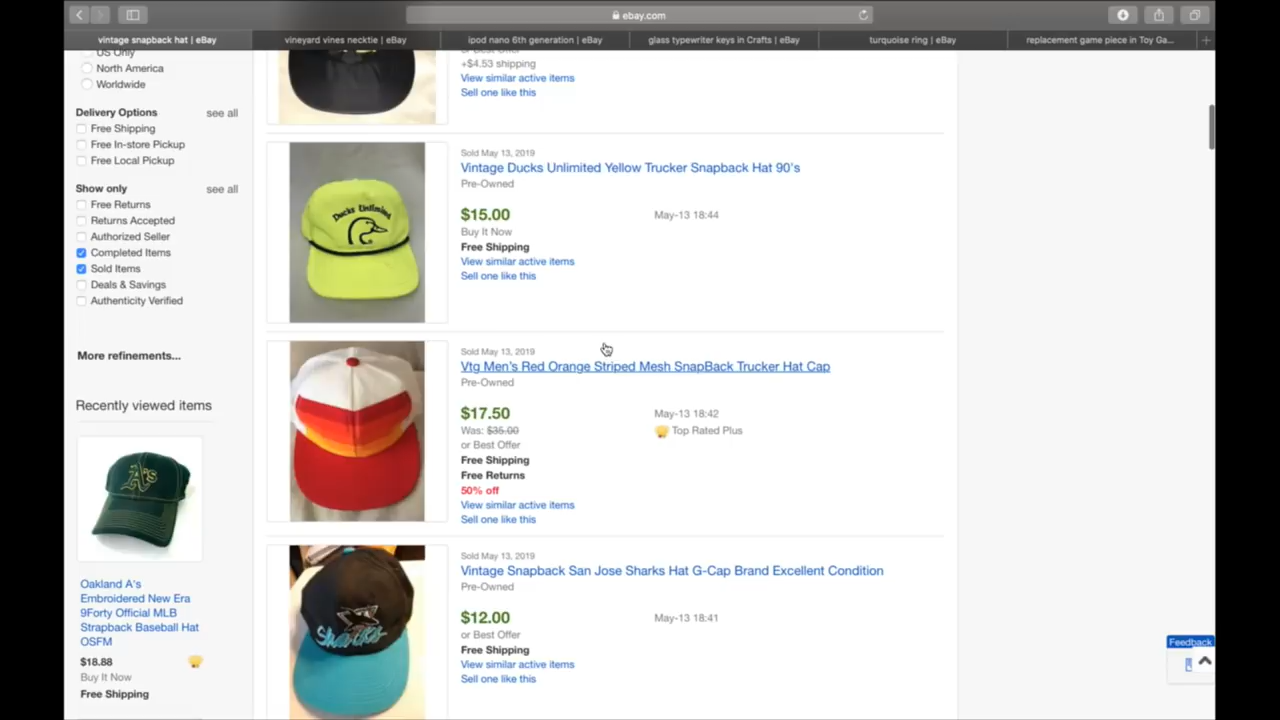 ebay.com
vintage snapback hat | eBay
vineyard vines necktie | eBay
ipod nano 6th generation | eBay
glass typewriter keys in Crafts | eBay
turquoise ring | eBay
replacement game piece in Toy Ga...
US Only
North America
Worldwide
Delivery Options see all
Free Shipping
Free In-store Pickup
Free Local Pickup
Show only see all
Free Returns
Returns Accepted
Authorized Seller
Completed Items
Sold Items
Deals & Savings
Authenticity Verified
More refinements...
Recently viewed items
A's
Oakland A's
Embroidered New Era
9Forty Official MLB
Strapback Baseball Hat
OSFM
$18.88
Buy It Now
Free Shipping
or Best Offer
+$4.53 shipping
View similar active items
Sell one like this
Ducks Unlimited
Sold May 13, 2019
Vintage Ducks Unlimited Yellow Trucker Snapback Hat 90's
Pre-Owned
$15.00 May-13 18:44
Buy It Now
Free Shipping
View similar active items
Sell one like this
Sold May 13, 2019
Vtg Men's Red Orange Striped Mesh SnapBack Trucker Hat Cap
Pre-Owned
$17.50 May-13 18:42
Was: $35.00 Top Rated Plus
or Best Offer
Free Shipping
Free Returns
50% off
View similar active items
Sell one like this
Sharks
Sold May 13, 2019
Vintage Snapback San Jose Sharks Hat G-Cap Brand Excellent Condition
Pre-Owned
$12.00 May-13 18:41
or Best Offer
Free Shipping
View similar active items
Sell one like this
Feedback